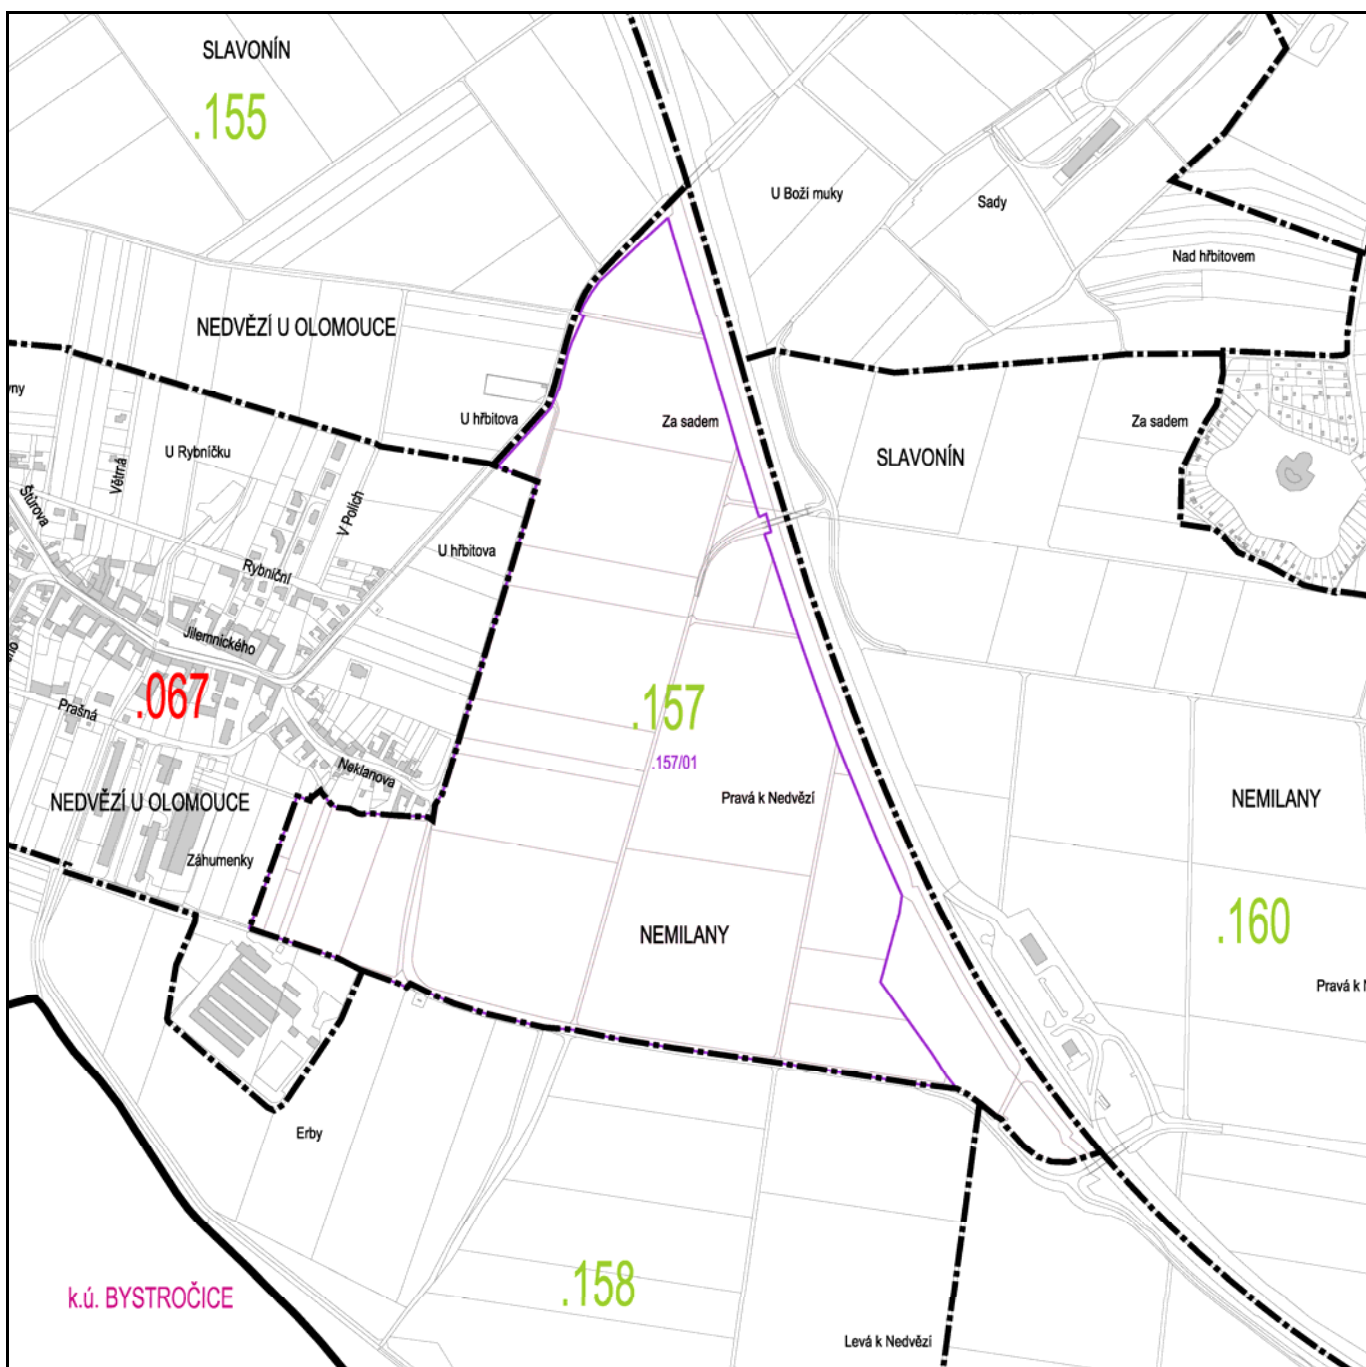 SLAVONÍN
.155
U Boží muky
Sady
Nad hřbitovem
NEDVĚZÍ U OLOMOUCE
vny
U hřbitova
Za sadem
Za sadem
U Rybníčku
SLAVONÍN
Větrná
Štúrova
V Polích
U hřbitova
Rybniční
Jilemnického
.067
Prašná
.157
.157/01
Neklanova
Pravá k Nedvězí
NEMILANY
NEDVĚZÍ U OLOMOUCE
Záhumenky
.160
NEMILANY
Pravá k N
Erby
k.ú. BYSTROČICE
.158
Levá k Nedvězí